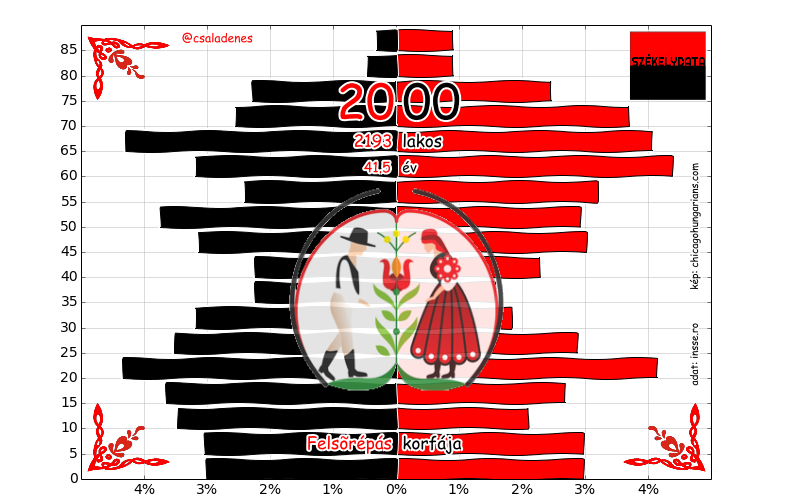 @csaladenes
SZÉKELYDATA
2000
2193 lakos
41.5 év
kép: chicagohungarians.com
adat: insse.ro
Felsőrépás korfája
85
80
75
70
65
60
55
50
45
40
35
30
25
20
15
10
5
0
4% 3% 2% 1% 0% 1% 2% 3% 4%